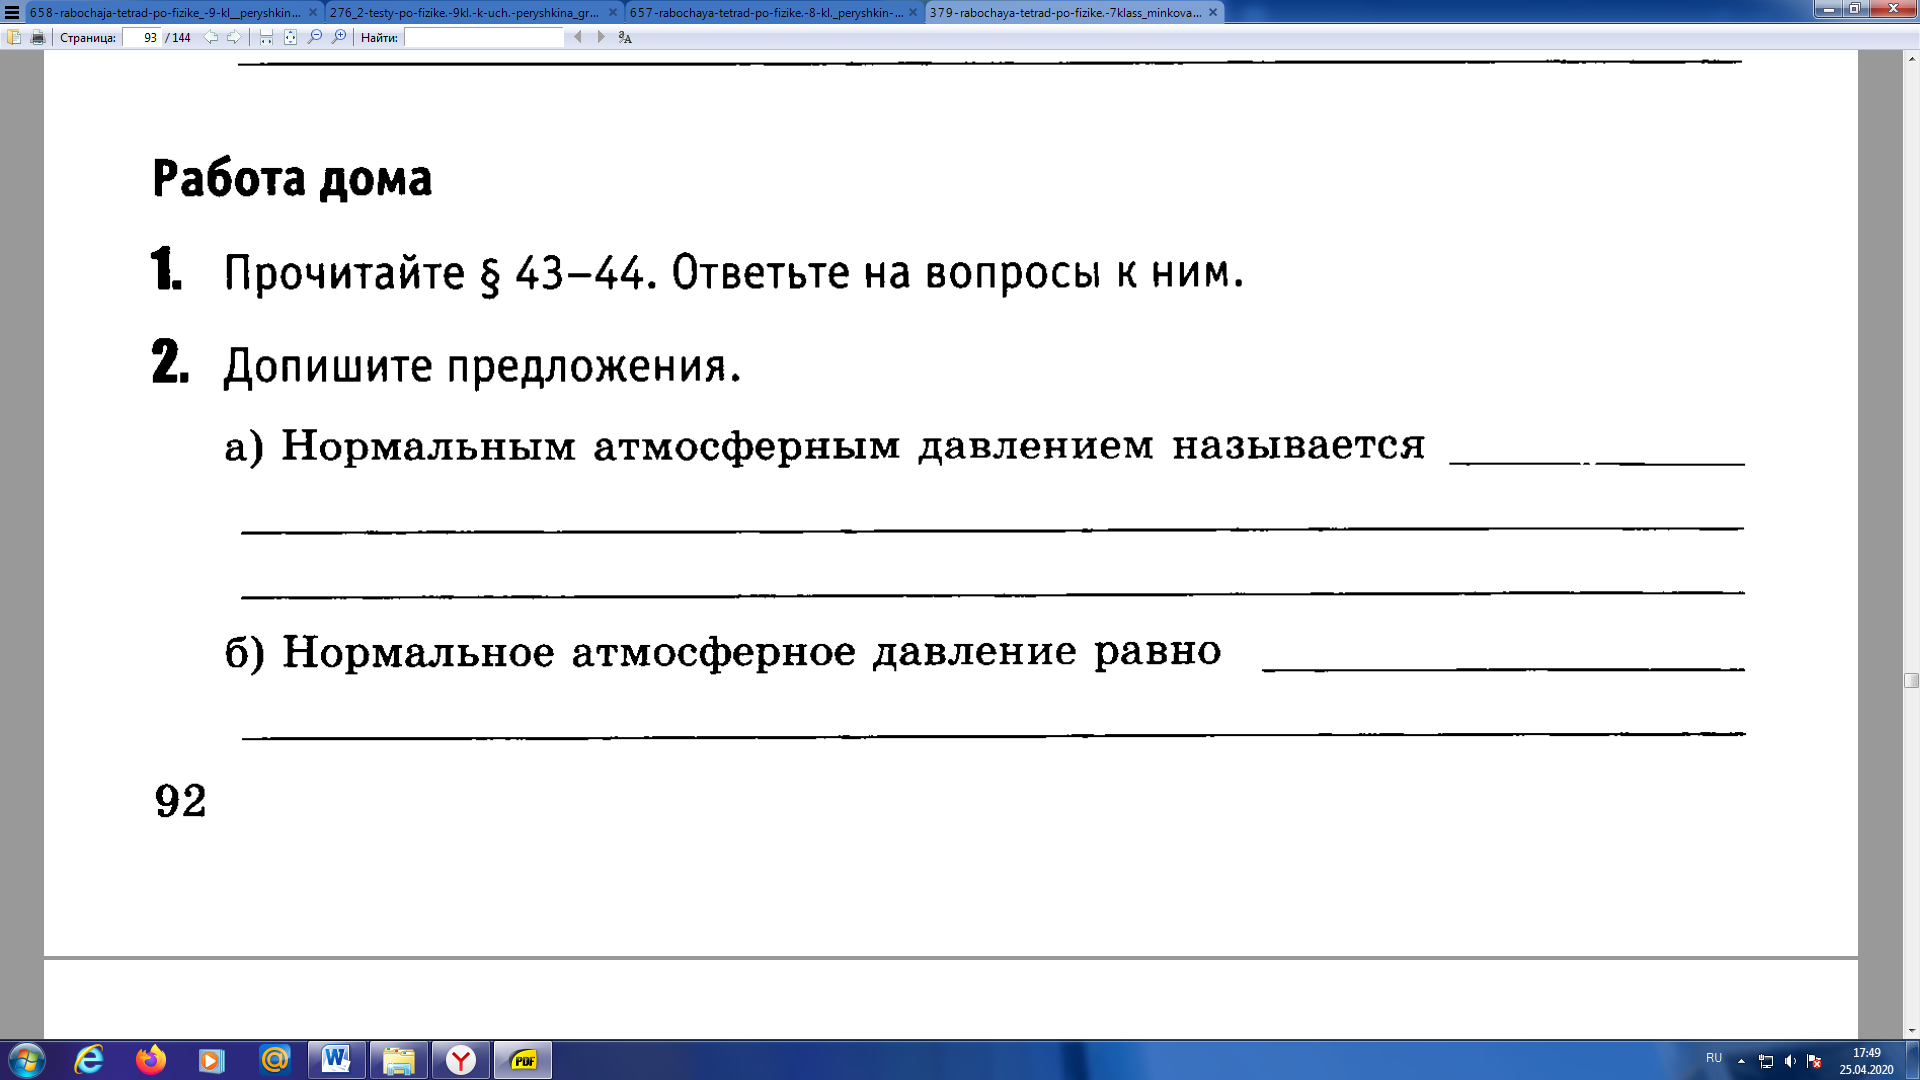 658-rabochaja-tetrad-po-fizike_-9-kl__peryshkin... 276_2-testy-po-fizike.-9kl.-k-uch.-peryshkina_gr... 657-rabochaya-tetrad-po-fizike.-8-kl._peryshkin-... 379-rabochaya-tetrad-po-fizike.-7klass_minkova...
Страница: 93 / 144 Найти:
Работа дома
1. Прочитайте § 43–44. Ответьте на вопросы к ним.
2. Допишите предложения.
а) Нормальным атмосферным давлением называется
б) Нормальное атмосферное давление равно
92
PDF
RU 17:49
25.04.2020